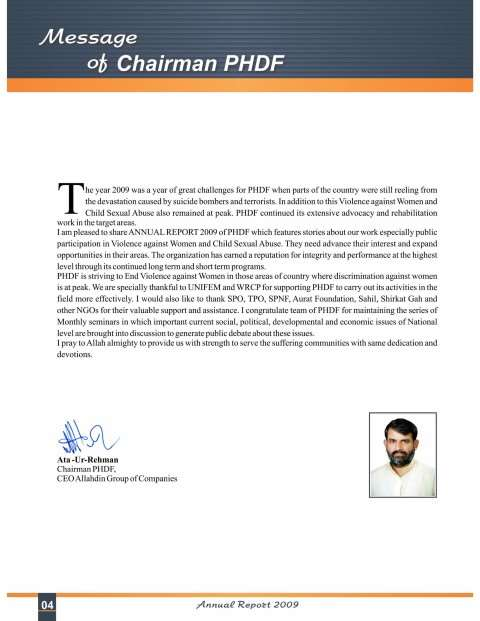 Message
of Chairman PHDF
The year 2009 was a year of great challenges for PHDF when parts of the country were still reeling from
the devastation caused by suicide bombers and terrorists. In addition to this Violence against Women and
Child Sexual Abuse also remained at peak. PHDF continued its extensive advocacy and rehabilitation
work in the target areas.
I am pleased to share ANNUAL REPORT 2009 of PHDF which features stories about our work especially public
participation in Violence against Women and Child Sexual Abuse. They need advance their interest and expand
opportunities in their areas. The organization has earned a reputation for integrity and performance at the highest
level through its continued long term and short term programs.
PHDF is striving to End Violence against Women in those areas of country where discrimination against women
is at peak. We are specially thankful to UNIFEM and WRCP for supporting PHDF to carry out its activities in the
field more effectively. I would also like to thank SPO, TPO, SPNF, Aurat Foundation, Sahil, Shirkat Gah and
other NGOs for their valuable support and assistance. I congratulate team of PHDF for maintaining the series of
Monthly seminars in which important current social, political, developmental and economic issues of National
level are brought into discussion to generate public debate about these issues.
I pray to Allah almighty to provide us with strength to serve the suffering communities with same dedication and
devotions.
Ata -Ur-Rehman
Chairman PHDF,
CEO Allahdin Group of Companies
04
Annual Report 2009